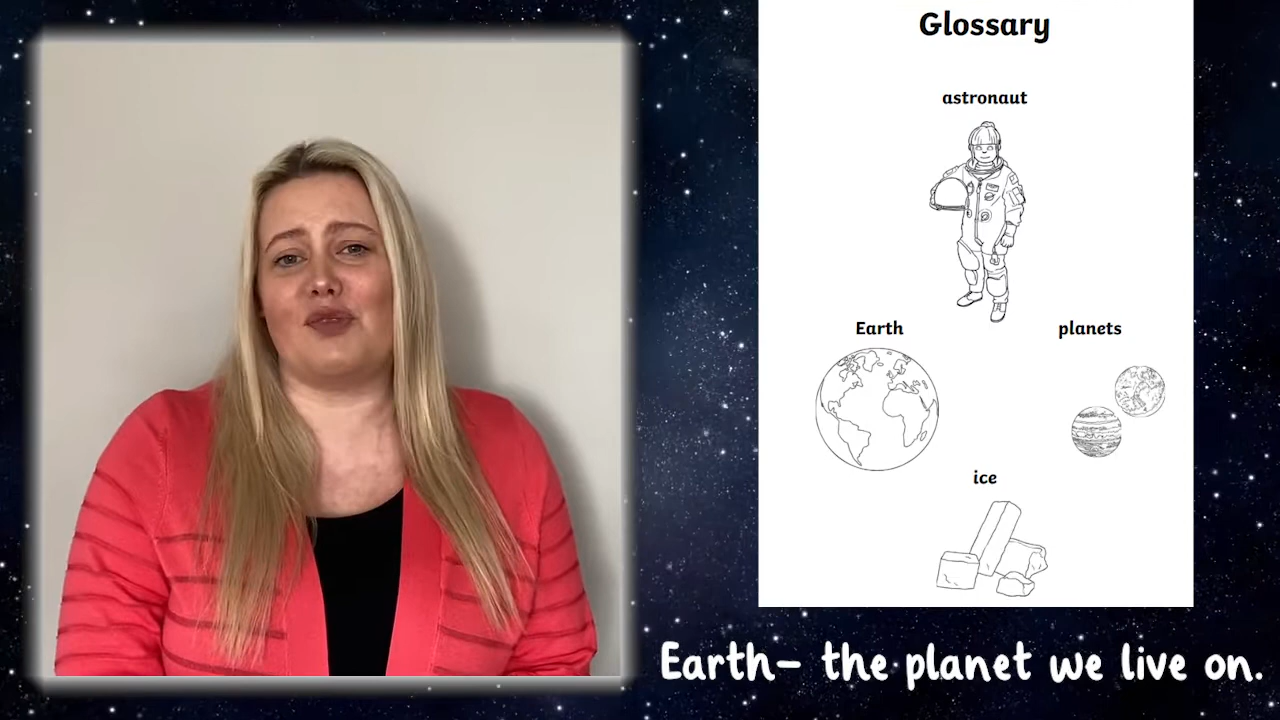 Glossary
astronaut
Earth
planets
ice
Earth- the planet we live on.